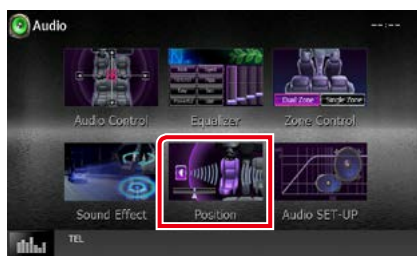 Audio
--:--
Audio Control
Equalizer
Dual Zone
Single Zone
Zone Control
Sound Effect
Position
Audio SET-UP
TEL